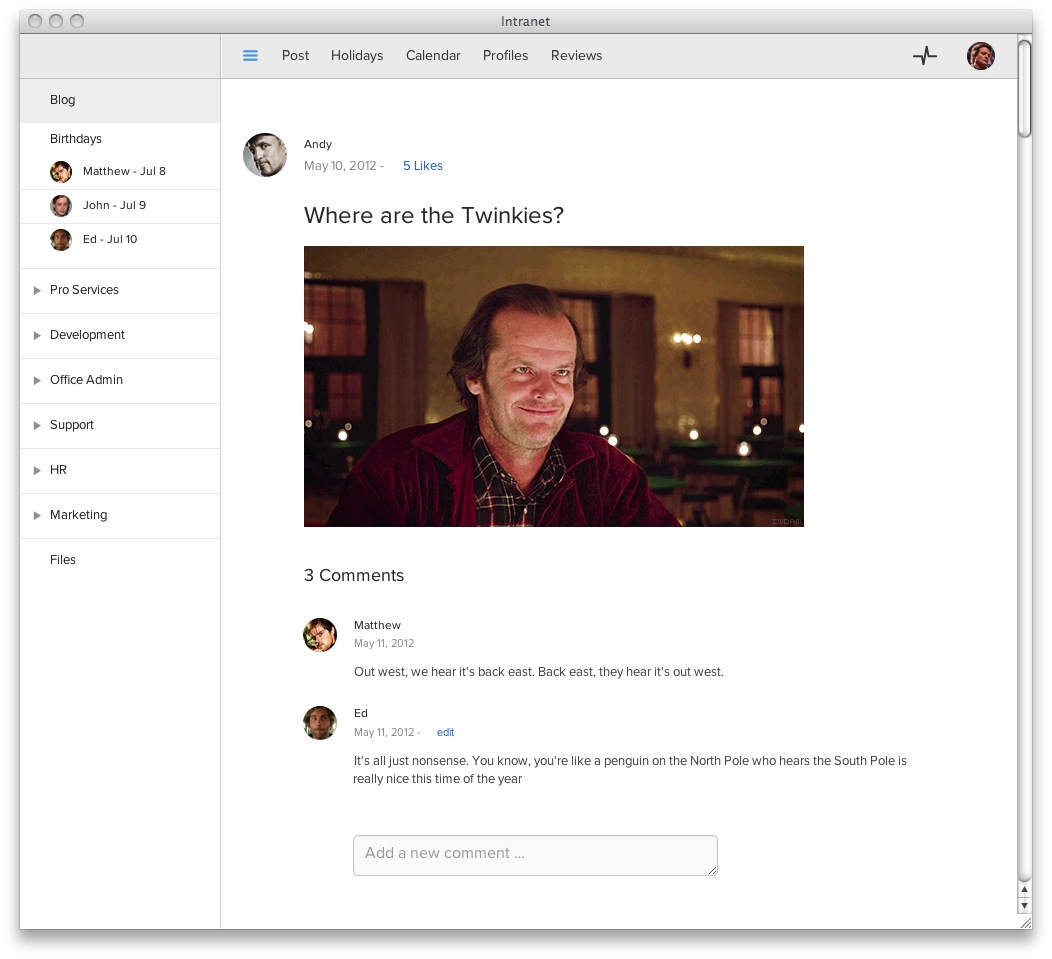 Intranet
Post Holidays Calendar Profiles Reviews
Blog
Birthdays
Matthew - Jul 8
John - Jul 9
Ed - Jul 10
Pro Services
Development
Office Admin
Support
HR
Marketing
Files
Andy
May 10, 2012 - 5 Likes
Where are the Twinkies?
IWDRM
3 Comments
Matthew
May 11, 2012
Out west, we hear it's back east. Back east, they hear it's out west.
Ed
May 11, 2012 - edit
It's all just nonsense. You know, you're like a penguin on the North Pole who hears the South Pole is
really nice this time of the year
Add a new comment ...